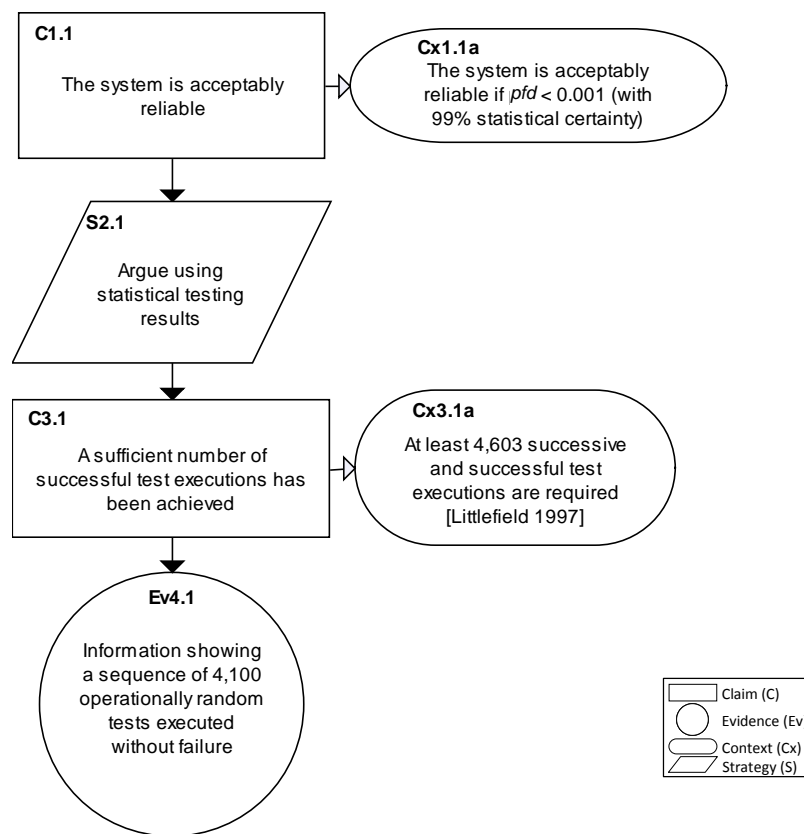 C1.1
The system is acceptably
reliable
Cx1.1a
The system is acceptably
reliable if pfd < 0.001 (with
99% statistical certainty)
S2.1
Argue using
statistical testing
results
C3.1
A sufficient number of
successful test executions has
been achieved
Cx3.1a
At least 4,603 successive
and successful test
executions are required
[Littlefield 1997]
Ev4.1
Information showing
a sequence of 4,100
operationally random
tests executed
without failure
Claim (C)
Evidence (Ev
Context (Cx)
Strategy (S)